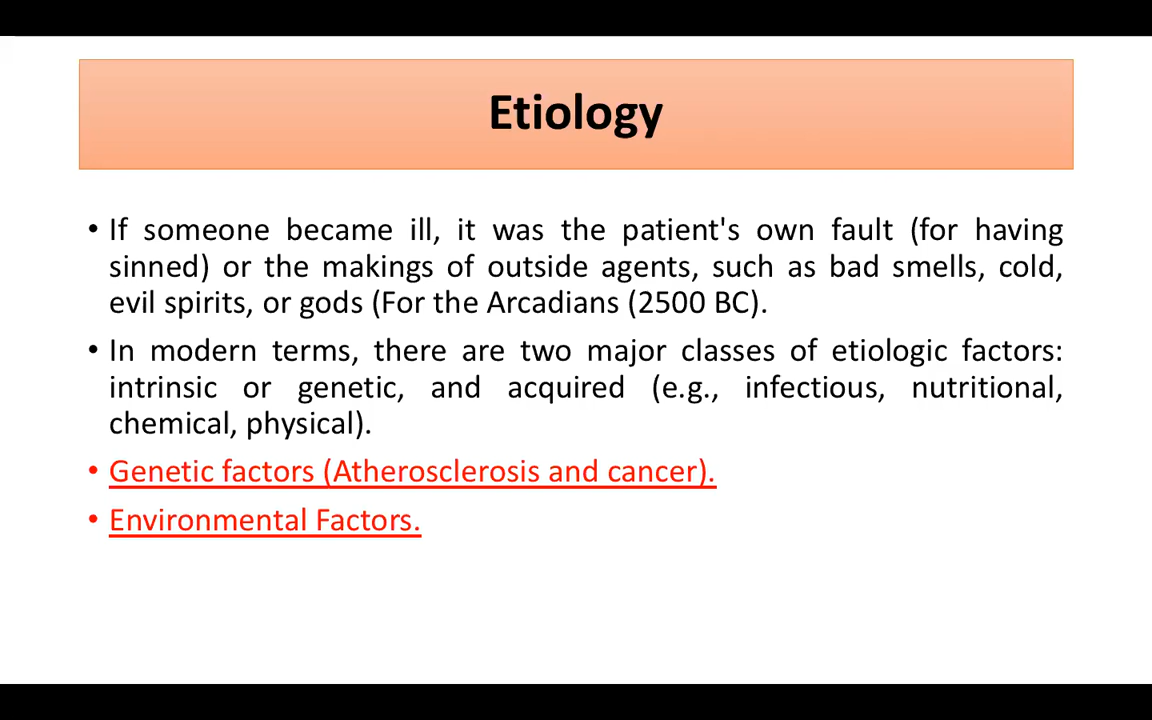 Etiology
• If someone became ill, it was the patient's own fault (for having
sinned) or the makings of outside agents, such as bad smells, cold,
evil spirits, or gods (For the Arcadians (2500 BC).
• In modern terms, there are two major classes of etiologic factors:
intrinsic or genetic, and acquired (e.g., infectious, nutritional,
chemical, physical).
• Genetic factors (Atherosclerosis and cancer).
• Environmental Factors.